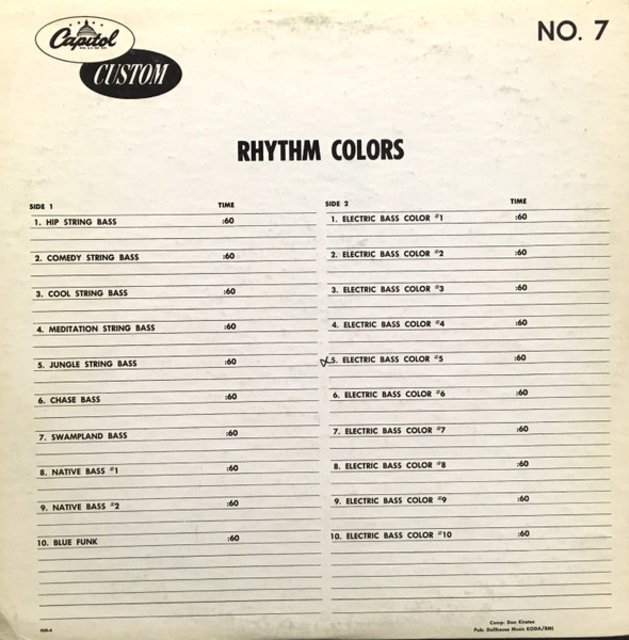 Capitol
CUSTOM
NO. 7
RHYTHM COLORS
SIDE 1 TIME
1. HIP STRING BASS :60
2. COMEDY STRING BASS :60
3. COOL STRING BASS :60
4. MEDITATION STRING BASS :60
5. JUNGLE STRING BASS :60
6. CHASE BASS :60
7. SWAMPLAND BASS :60
8. NATIVE BASS #1 :60
9. NATIVE BASS #2 :60
10. BLUE FUNK :60
SIDE 2 TIME
1. ELECTRIC BASS COLOR #1 :60
2. ELECTRIC BASS COLOR #2 :60
3. ELECTRIC BASS COLOR #3 :60
4. ELECTRIC BASS COLOR #4 :60
5. ELECTRIC BASS COLOR #5 :60
6. ELECTRIC BASS COLOR #6 :60
7. ELECTRIC BASS COLOR #7 :60
8. ELECTRIC BASS COLOR #8 :60
9. ELECTRIC BASS COLOR #9 :60
10. ELECTRIC BASS COLOR #10 :60
Comp: Don Kirsten
Pub: Dollhouse Music KODA/BMI